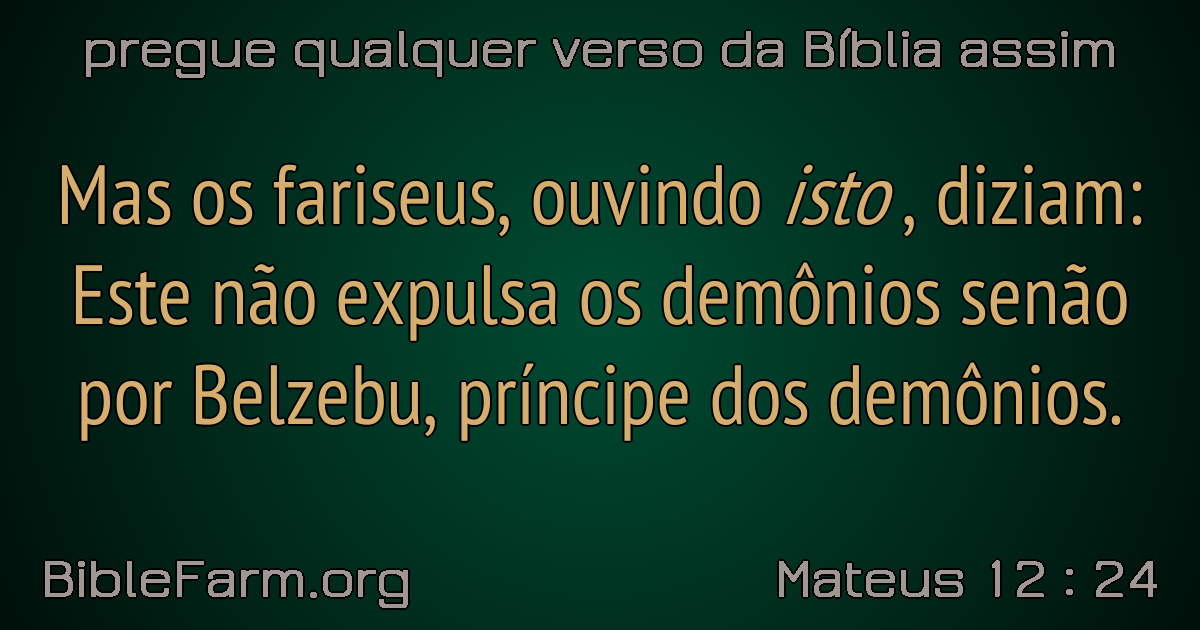 pregue qualquer verso da Bíblia assim
Mas os fariseus, ouvindo isto , diziam:
Este não expulsa os demônios senão
por Belzebu, príncipe dos demônios.
BibleFarm.org
Mateus 12 : 24